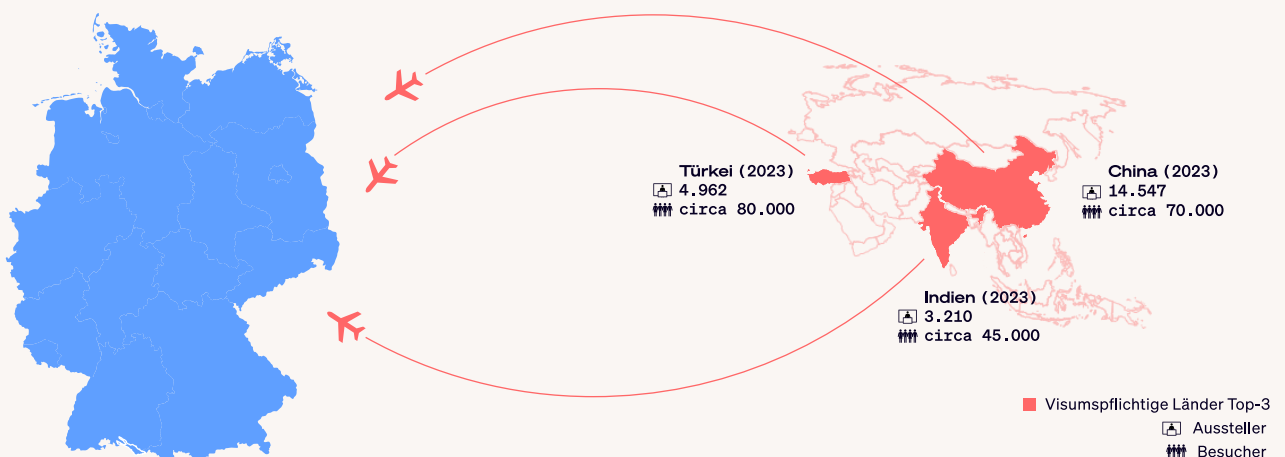 Türkei (2023)
4.962
circa 80.000
China (2023)
14.547
circa 70.000
Indien (2023)
3.210
circa 45.000
Visumspflichtige Länder Top-3
Aussteller
Besucher